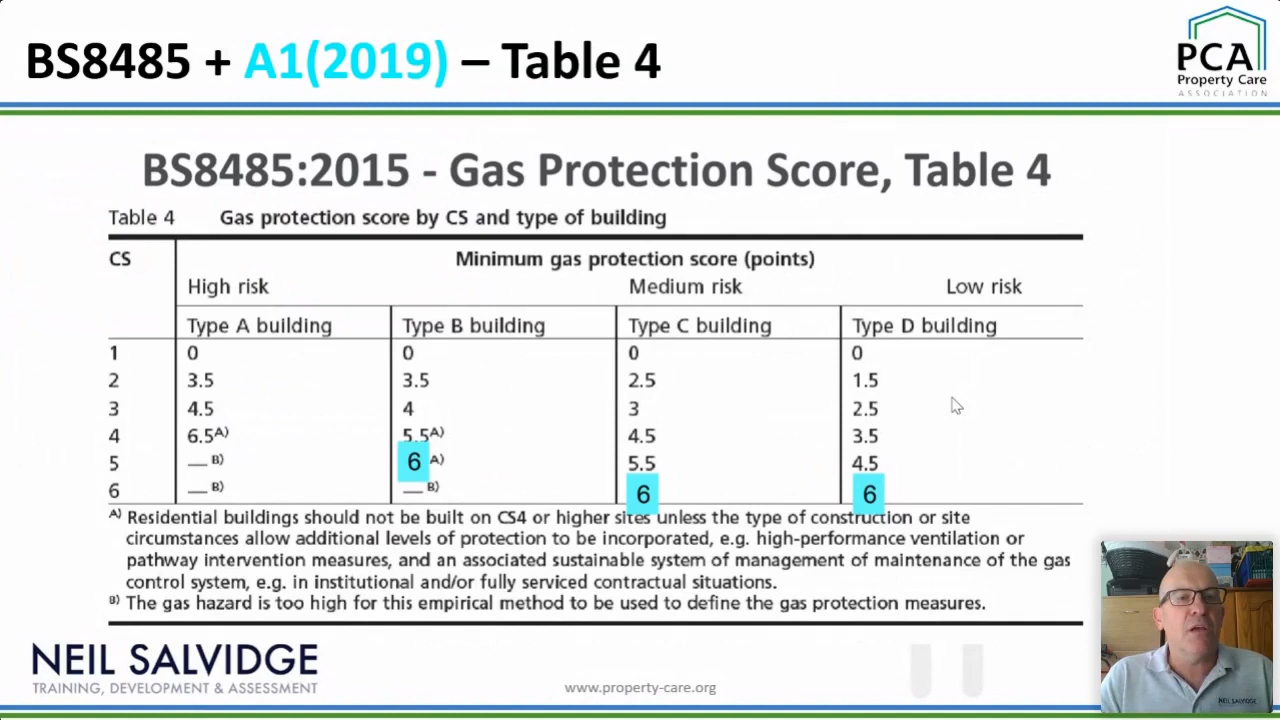 BS8485 + A1(2019) – Table 4
PCA
Property Care
ASSOCIATION
BS8485:2015 - Gas Protection Score, Table 4
Table 4 Gas protection score by CS and type of building
CS Minimum gas protection score (points)
High risk Medium risk Low risk
Type A building Type B building Type C building Type D building
1 0 0 0 0
2 3.5 3.5 2.5 1.5
3 4.5 4 3 2.5
4 6.5A) 5.5A) 4.5 3.5
5 __ B) 6 A) 5.5 4.5
6 __ B) __ B) 6 6
A) Residential buildings should not be built on CS4 or higher sites unless the type of construction or site
circumstances allow additional levels of protection to be incorporated, e.g. high-performance ventilation or
pathway intervention measures, and an associated sustainable system of management of maintenance of the gas
control system, e.g. in institutional and/or fully serviced contractual situations.
B) The gas hazard is too high for this empirical method to be used to define the gas protection measures.
NEIL SALVIDGE
TRAINING, DEVELOPMENT & ASSESSMENT
www.property-care.org
NEIL SALVIDGE